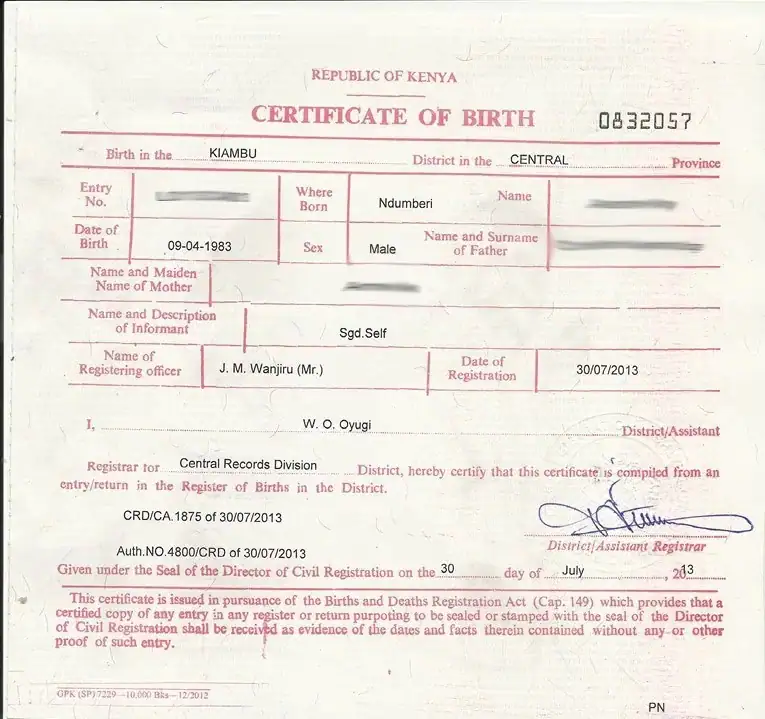 REPUBLIC OF KENYA
CERTIFICATE OF BIRTH 0832057
Birth in the KIAMBU District in the CENTRAL Province
Entry No. Where Born Ndumberi Name
Date of Birth 09-04-1983 Sex Male Name and Surname of Father
Name and Maiden Name of Mother
Name and Description of Informant Sgd.Self
Name of Registering officer J. M. Wanjiru (Mr.) Date of Registration 30/07/2013
I, W. O. Oyugi District/Assistant
Registrar for Central Records Division District, hereby certify that this certificate is compiled from an
entry/return in the Register of Births in the District.
CRD/CA.1875 of 30/07/2013
Auth.NO.4800/CRD of 30/07/2013
District/Assistant Registrar
Given under the Seal of the Director of Civil Registration on the 30 day of July, 2013
This certificate is issued in pursuance of the Births and Deaths Registration Act (Cap. 149) which provides that a
certified copy of any entry in any register or return purpoting to be sealed or stamped with the seal of the Director
of Civil Registration shall be received as evidence of the dates and facts therein contained without any or other
proof of such entry.
GPK (SP) 7229—10,000 Bks—12/2012
PN